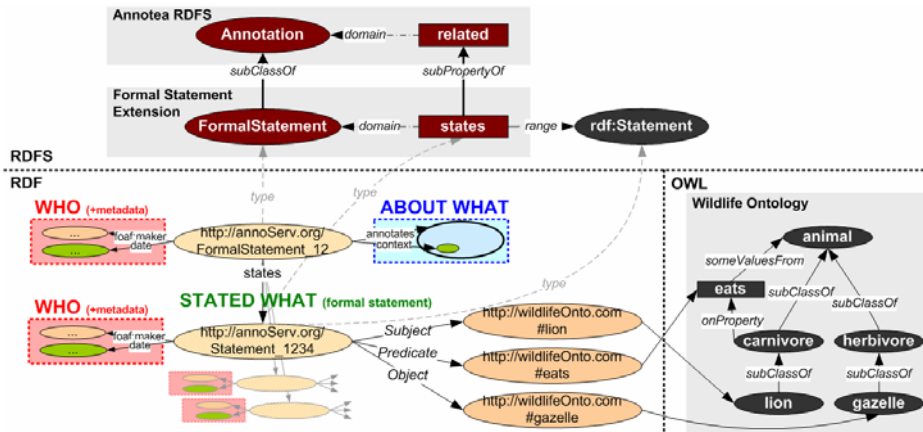 Annotea RDFS
Annotation
domain
related
subClassOf
subPropertyOf
Formal Statement
Extension
FormalStatement
domain
states
range
rdf:Statement
RDFS
RDF
OWL
type
type
type
WHO (+metadata)
...
foaf maker
date
...
http://annoServ.org/
FormalStatement_12
annotates
context
ABOUT WHAT
states
STATED WHAT (formal statement)
WHO (+metadata)
...
foaf maker
date
...
http://annoServ.org/
Statement_1234
Subject
Predicate
Object
http://wildlifeOnto.com
#lion
http://wildlifeOnto.com
#eats
http://wildlifeOnto.com
#gazelle
Wildlife Ontology
animal
someValuesFrom
eats
subClassOf
subClassOf
onProperty
carnivore
herbivore
subClassOf
subClassOf
lion
gazelle